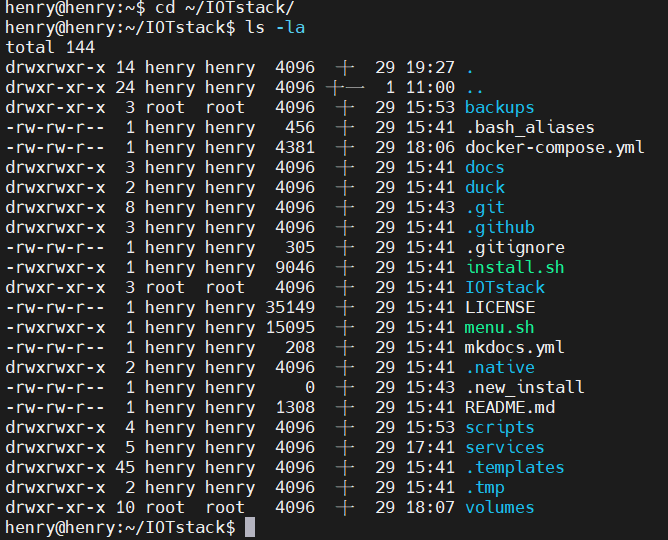 henry@henry:~$ cd ~/IOTstack/
henry@henry:~/IOTstack$ ls -la
total 144
drwxrwxr-x 14 henry henry  4096  十   29 19:27 .
drwxr-xr-x 24 henry henry  4096 十一   1 11:00 ..
drwxr-xr-x  3 root  root   4096  十   29 15:53 backups
-rw-rw-r--  1 henry henry   456  十   29 15:41 .bash_aliases
-rw-rw-r--  1 henry henry  4381  十   29 18:06 docker-compose.yml
drwxrwxr-x  3 henry henry  4096  十   29 15:41 docs
drwxrwxr-x  2 henry henry  4096  十   29 15:41 duck
drwxrwxr-x  8 henry henry  4096  十   29 15:43 .git
drwxrwxr-x  3 henry henry  4096  十   29 15:41 .github
-rw-rw-r--  1 henry henry   305  十   29 15:41 .gitignore
-rwxrwxr-x  1 henry henry  9046  十   29 15:41 install.sh
drwxr-xr-x  3 root  root   4096  十   29 15:41 IOTstack
-rw-rw-r--  1 henry henry 35149  十   29 15:41 LICENSE
-rwxrwxr-x  1 henry henry 15095  十   29 15:41 menu.sh
-rw-rw-r--  1 henry henry   208  十   29 15:41 mkdocs.yml
drwxrwxr-x  2 henry henry  4096  十   29 15:41 .native
-rw-rw-r--  1 henry henry     0  十   29 15:43 .new_install
-rw-rw-r--  1 henry henry  1308  十   29 15:41 README.md
drwxrwxr-x  4 henry henry  4096  十   29 15:53 scripts
drwxrwxr-x  5 henry henry  4096  十   29 17:41 services
drwxrwxr-x 45 henry henry  4096  十   29 15:41 .templates
drwxrwxr-x  2 henry henry  4096  十   29 15:41 .tmp
drwxr-xr-x 10 root  root   4096  十   29 18:07 volumes
henry@henry:~/IOTstack$